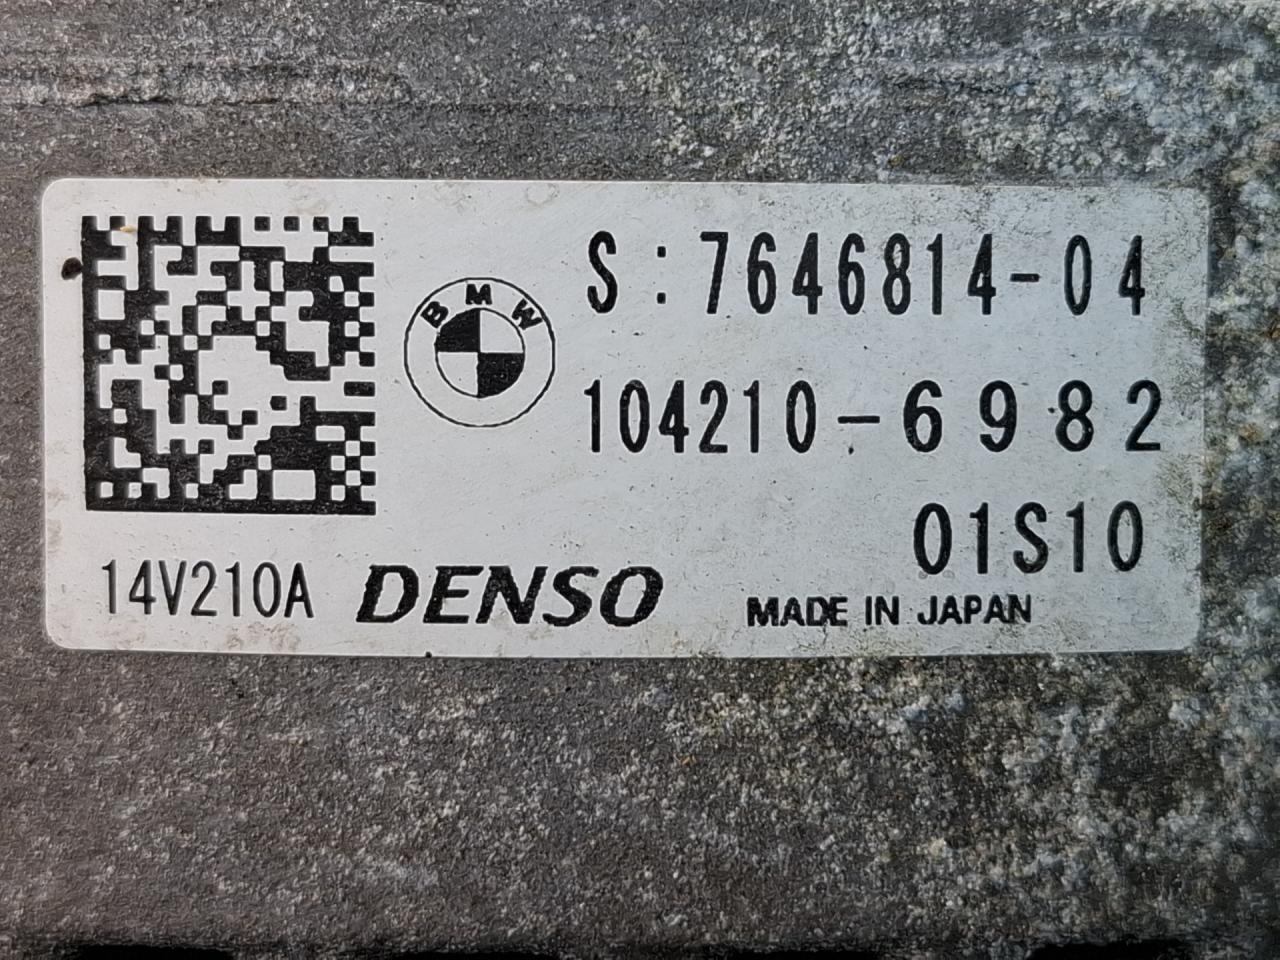 BMW
S:7646814-04
104210-6982
01S10
14V210A DENSO MADE IN JAPAN